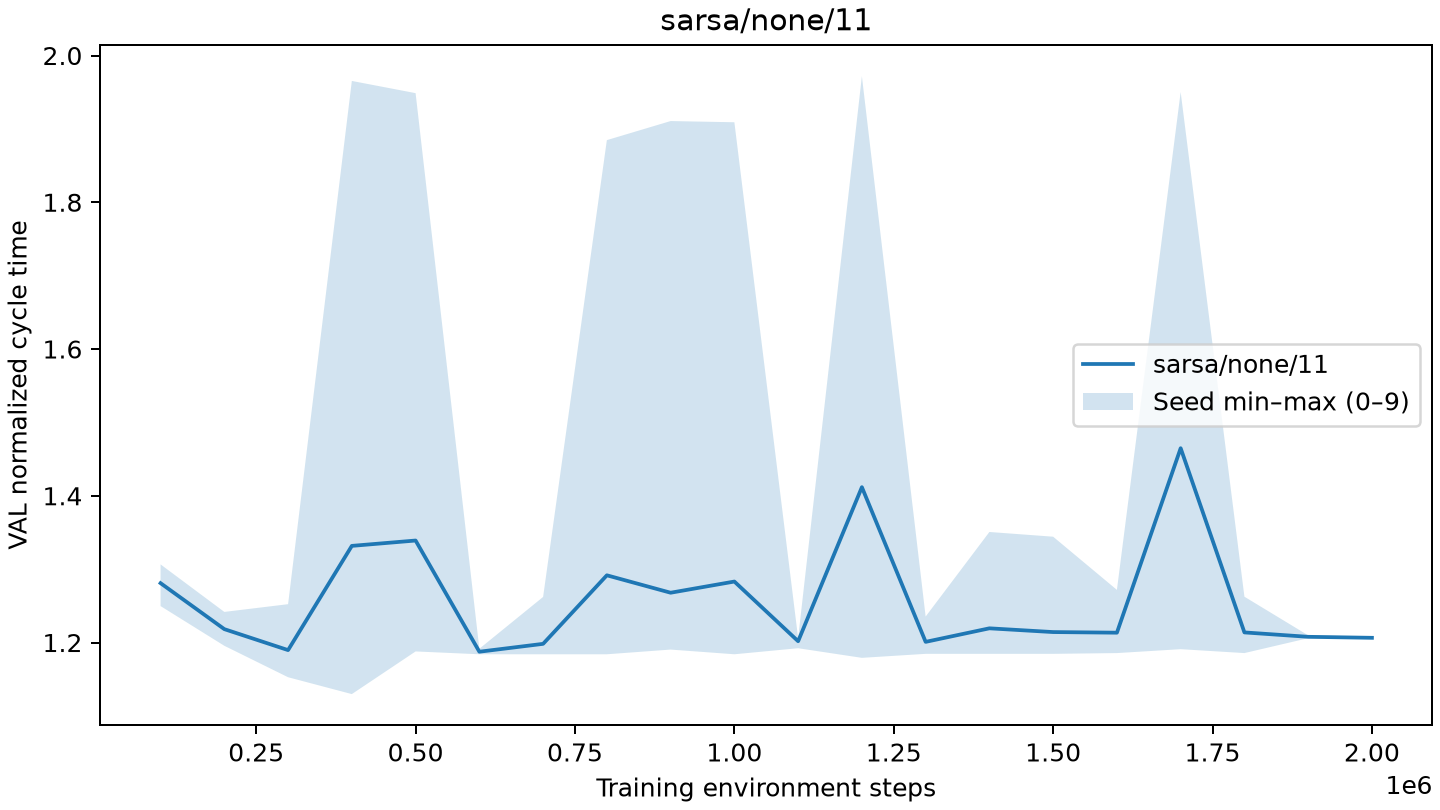 sarsa/none/11
VAL normalized cycle time
2.0
1.8
1.6
1.4
1.2
sarsa/none/11
Seed min–max (0–9)
0.25 0.50 0.75 1.00 1.25 1.50 1.75 2.00
1e6
Training environment steps